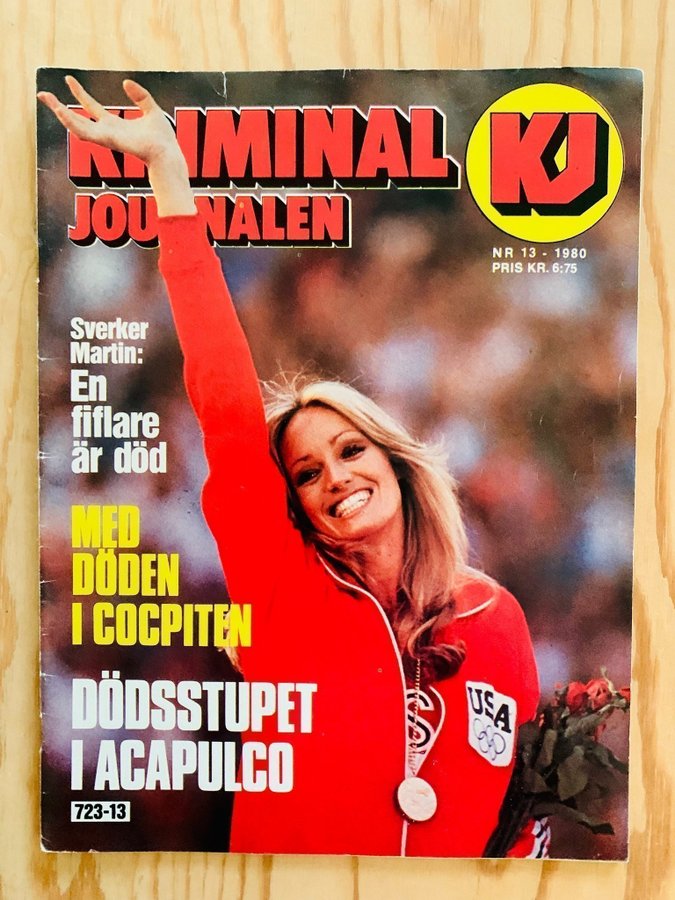 KRIMINAL
JOURNALEN
KJ
NR 13 - 1980
PRIS KR. 6:75
Sverker
Martin:
En
fiflare
är död
MED
DÖDEN
I COCPITEN
DÖDSSTUPET
I ACAPULCO
723-13
USA
S